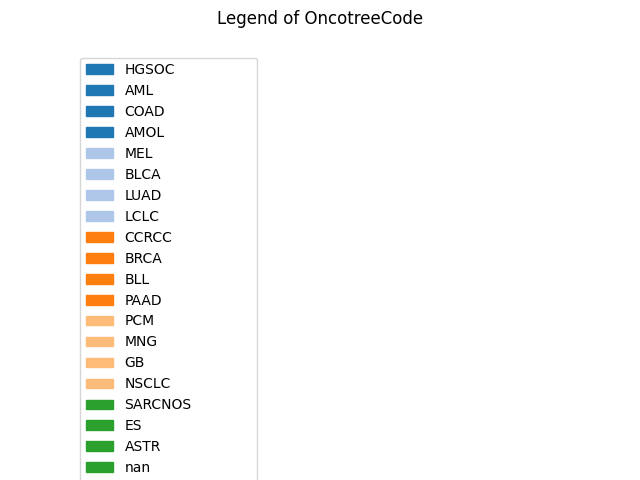 Legend of OncotreeCode
HGSOC
AML
COAD
AMOL
MEL
BLCA
LUAD
LCLC
CCRCC
BRCA
BLL
PAAD
PCM
MNG
GB
NSCLC
SARCNOS
ES
ASTR
nan